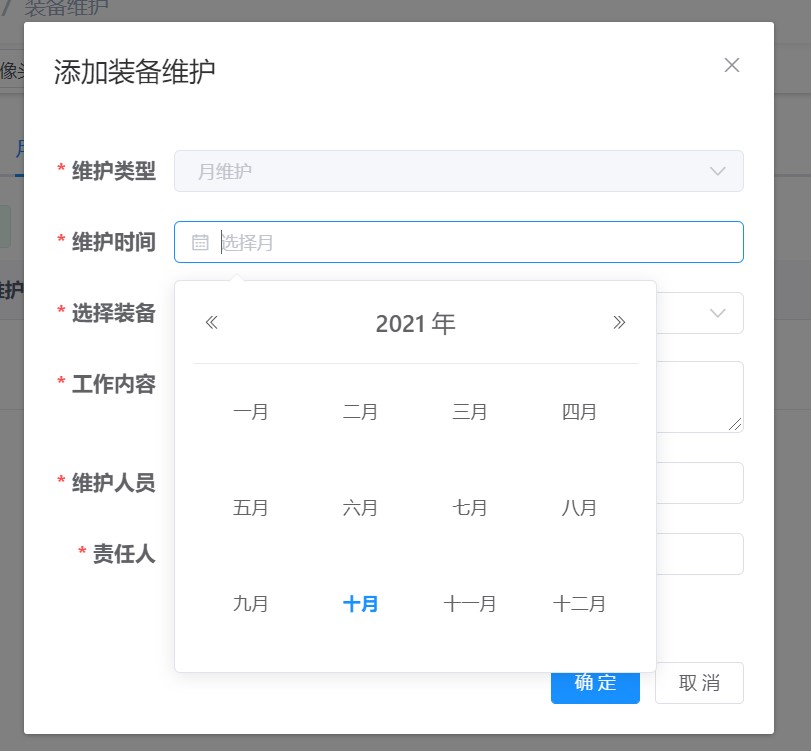 / 装备维护
像头
添加装备维护
* 维护类型
月维护
* 维护时间
选择月
维护
* 选择装备
2021 年
* 工作内容
一月 二月 三月 四月
* 维护人员
五月 六月 七月 八月
* 责任人
九月 十月 十一月 十二月
确 定
取 消